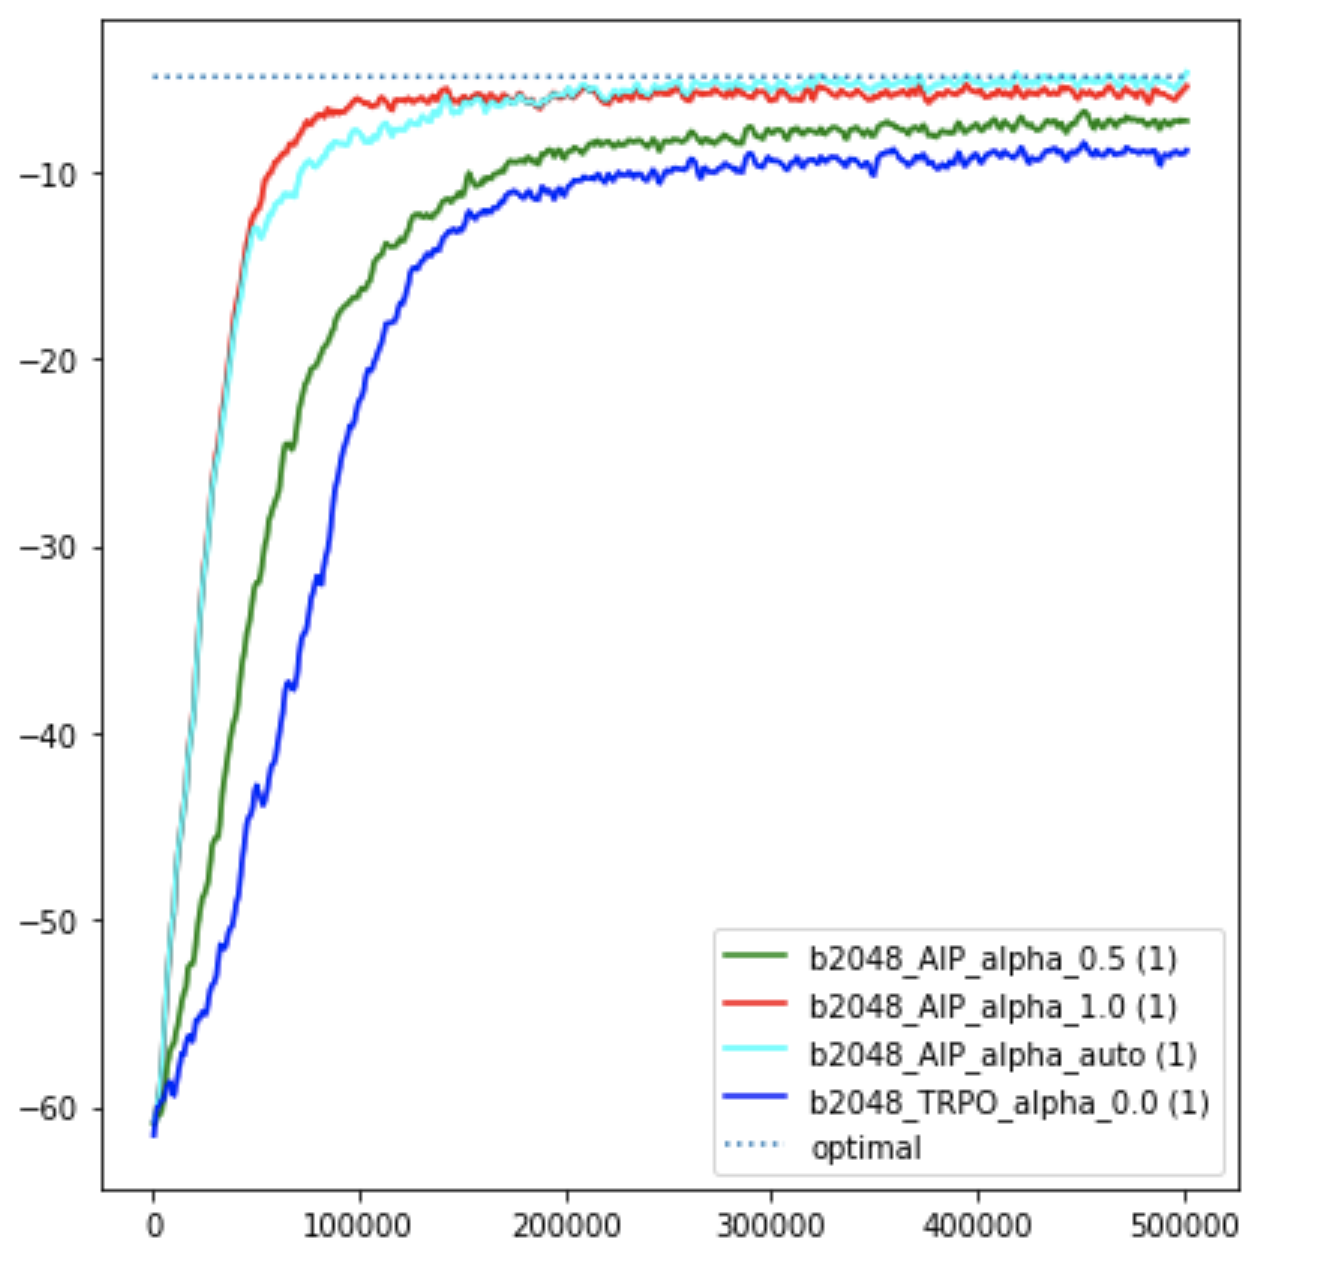 −10
−20
−30
−40
−50
−60
b2048_AIP_alpha_0.5 (1)
b2048_AIP_alpha_1.0 (1)
b2048_AIP_alpha_auto (1)
b2048_TRPO_alpha_0.0 (1)
optimal
0 100000 200000 300000 400000 500000